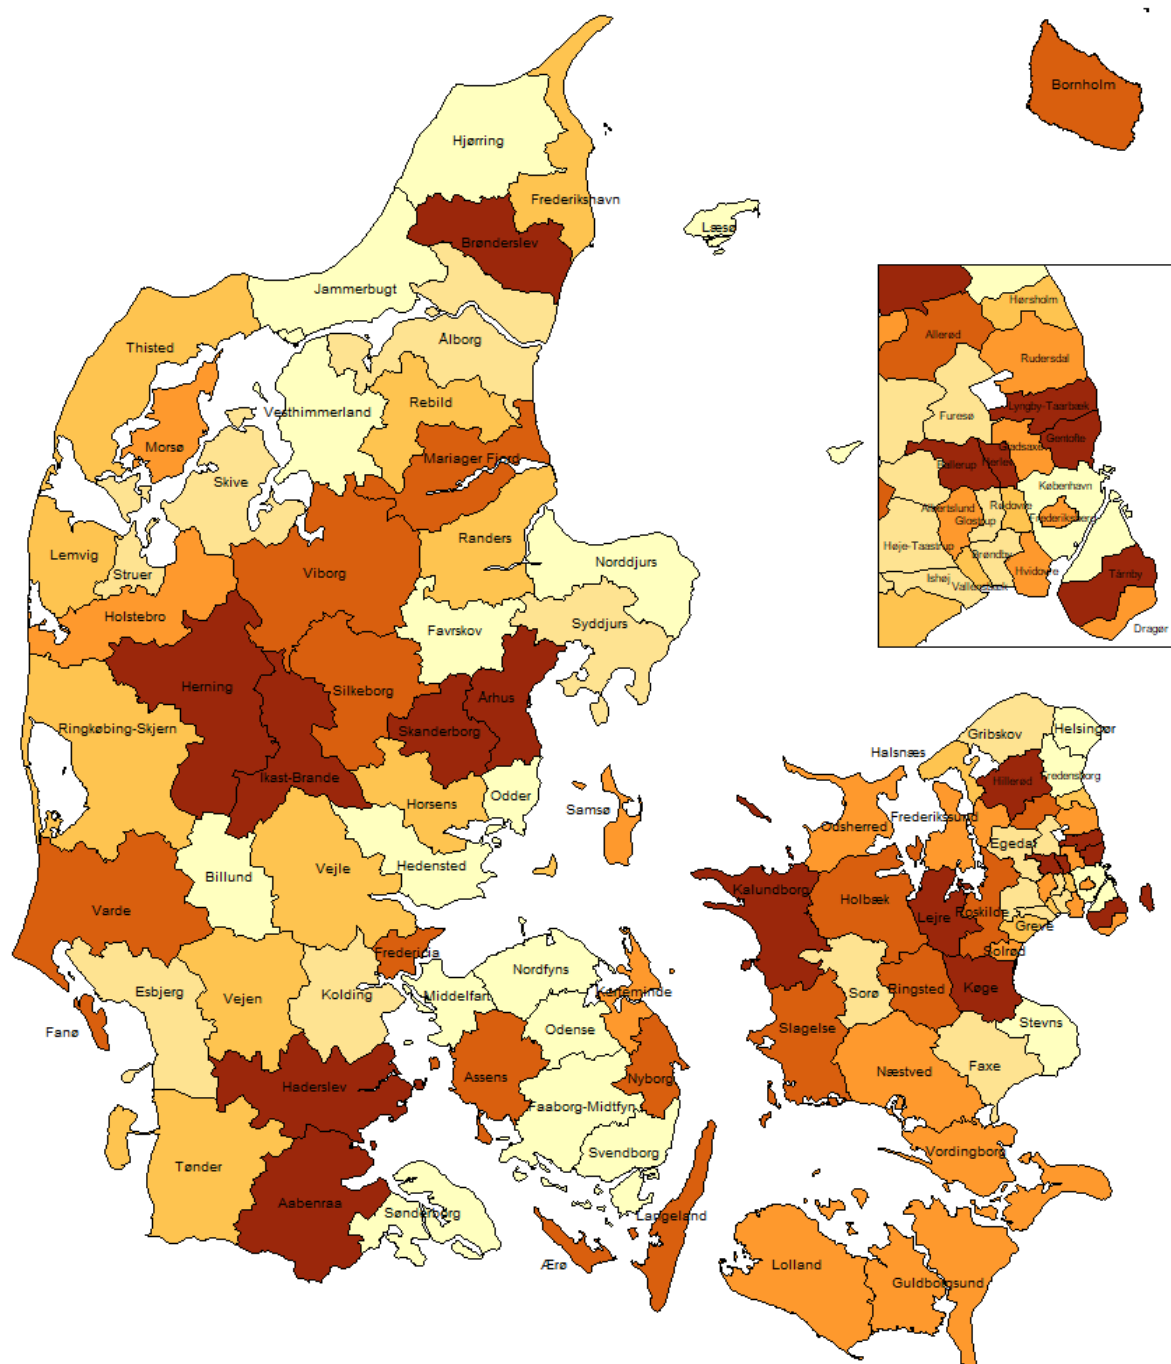 Bornholm
Hjørring
Frederikshavn
Læsø
Brønderslev
Jammerbugt
Ålborg
Thisted
Vesthimmerland
Rebild
Morsø
Mariager Fjord
Skive
Randers
Lemvig
Struer
Viborg
Norddjurs
Holstebro
Favrskov
Syddjurs
Herning
Silkeborg
Århus
Ringkøbing-Skjern
Skanderborg
Ikast-Brande
Horsens
Odder
Samsø
Hedensted
Billund
Vejle
Varde
Fredericia
Esbjerg
Vejen
Kolding
Middelfart
Nordfyns
Kerteminde
Odense
Fanø
Haderslev
Assens
Nyborg
Faaborg-Midtfyn
Svendborg
Tønder
Aabenraa
Sønderborg
Langeland
Ærø
Hørsholm
Allerød
Rudersdal
Furesø
Lyngby-Taarbæk
Gentofte
Gladsaxe
Ballerup
Herlev
København
Albertslund
Rødovre
Glostrup
Frederiksberg
Høje-Taastrup
Brøndby
Ishøj
Vallensbæk
Hvidovre
Tårnby
Dragør
Gribskov
Helsingør
Halsnæs
Hillerød
Fredensborg
Frederikssund
Odsherred
Egedal
Kalundborg
Holbæk
Lejre
Roskilde
Greve
Solrød
Sorø
Ringsted
Køge
Stevns
Slagelse
Næstved
Faxe
Vordingborg
Lolland
Guldborgsund